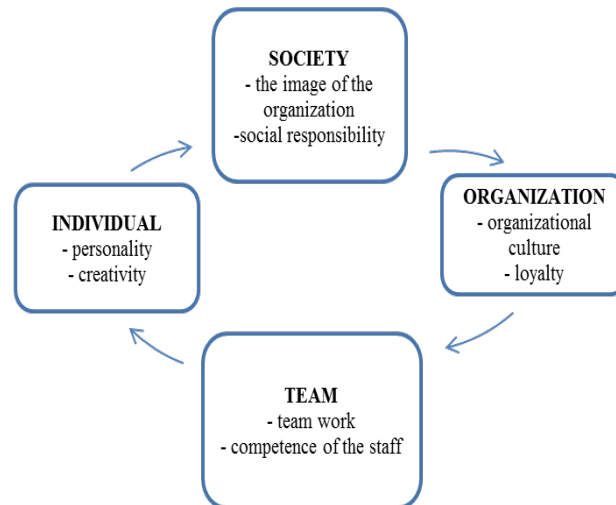 SOCIETY
- the image of the
organization
-social responsibility
ORGANIZATION
- organizational
culture
- loyalty
TEAM
- team work
- competence of the staff
INDIVIDUAL
- personality
- creativity